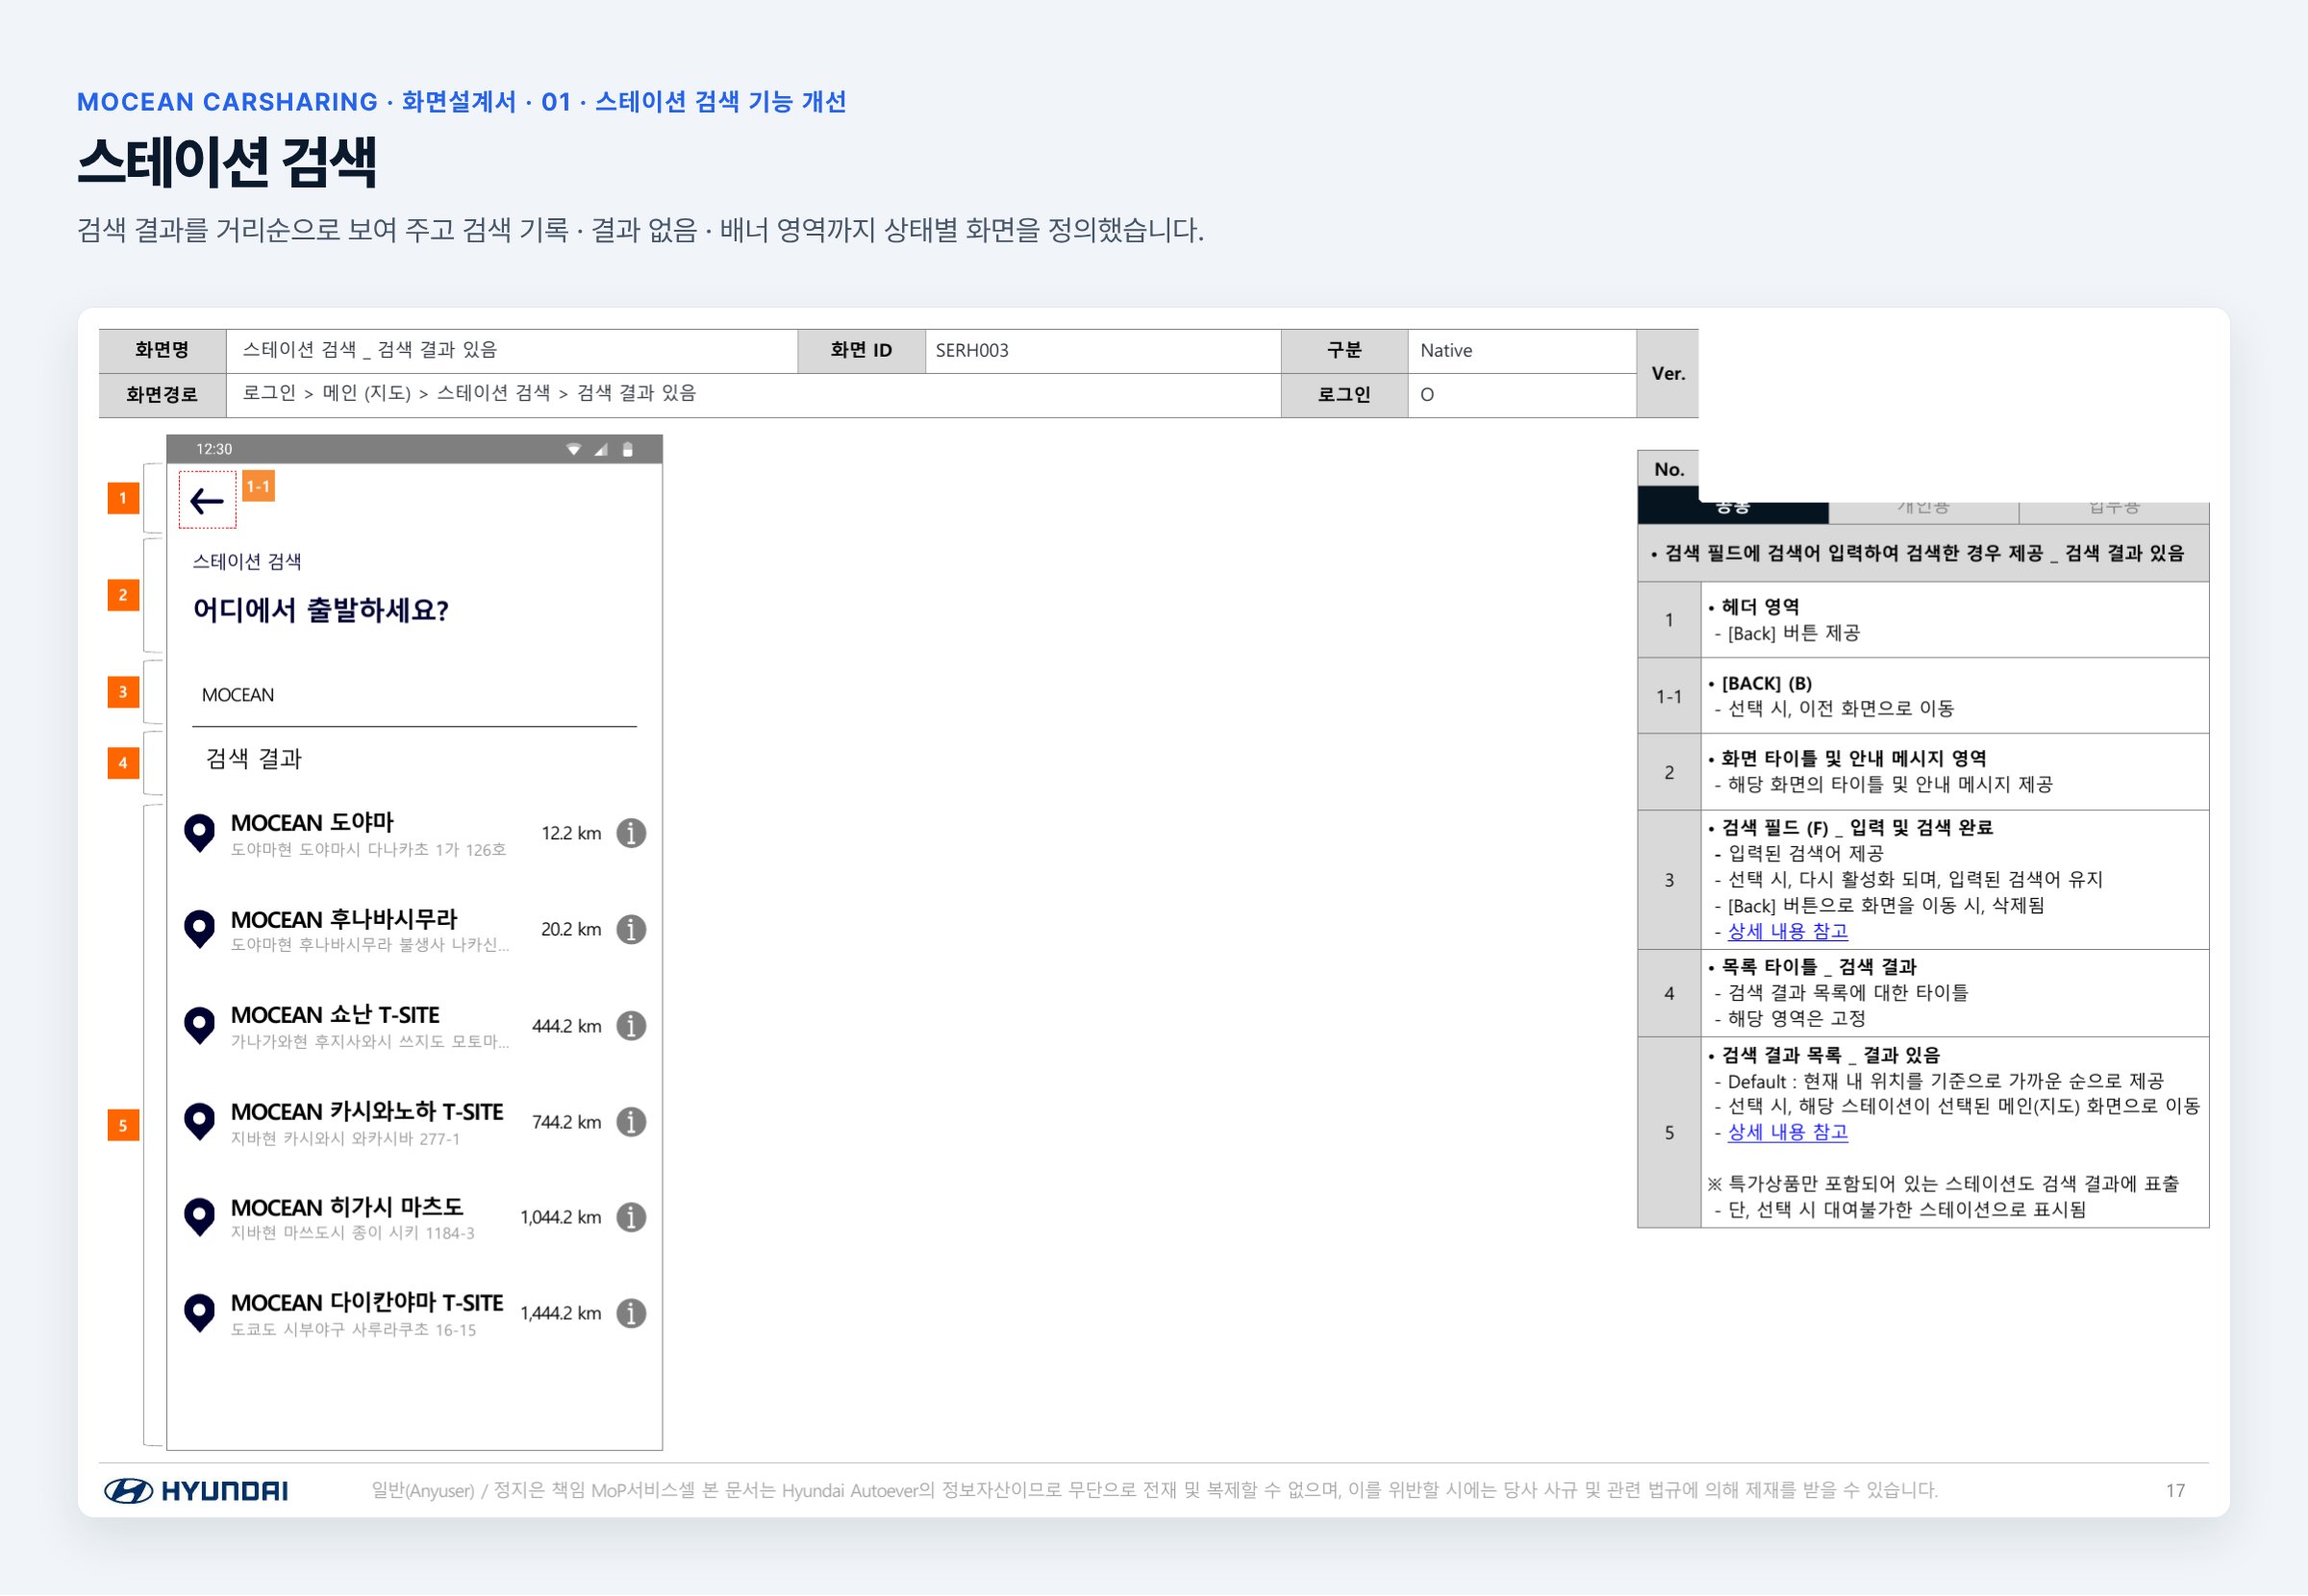 MOCEAN CARSHARING · 화면설계서 · 01 · 스테이션 검색 기능 개선
스테이션 검색
검색 결과를 거리순으로 보여 주고 검색 기록 · 결과 없음 · 배너 영역까지 상태별 화면을 정의했습니다.
화면명 스테이션 검색 _ 검색 결과 있음 화면 ID SERH003 구분 Native Ver.
화면경로 로그인 > 메인 (지도) > 스테이션 검색 > 검색 결과 있음 로그인 O
12:30
1
1-1
2
스테이션 검색
어디에서 출발하세요?
3
MOCEAN
4
검색 결과
5
MOCEAN 도야마
도야마현 도야마시 다나카초 1가 126호
12.2 km
MOCEAN 후나바시무라
도야마현 후나바시무라 불생사 나카신...
20.2 km
MOCEAN 쇼난 T-SITE
가나가와현 후지사와시 쓰지도 모토마...
444.2 km
MOCEAN 카시와노하 T-SITE
지바현 카시와시 와카시바 277-1
744.2 km
MOCEAN 히가시 마츠도
지바현 마쓰도시 종이 시키 1184-3
1,044.2 km
MOCEAN 다이칸야마 T-SITE
도쿄도 시부야구 사루라쿠초 16-15
1,444.2 km
No.
공통 개인용 업무용
• 검색 필드에 검색어 입력하여 검색한 경우 제공 _ 검색 결과 있음
1
• 헤더 영역
- [Back] 버튼 제공
1-1
• [BACK] (B)
- 선택 시, 이전 화면으로 이동
2
• 화면 타이틀 및 안내 메시지 영역
- 해당 화면의 타이틀 및 안내 메시지 제공
3
• 검색 필드 (F) _ 입력 및 검색 완료
- 입력된 검색어 제공
- 선택 시, 다시 활성화 되며, 입력된 검색어 유지
- [Back] 버튼으로 화면을 이동 시, 삭제됨
- 상세 내용 참고
4
• 목록 타이틀 _ 검색 결과
- 검색 결과 목록에 대한 타이틀
- 해당 영역은 고정
5
• 검색 결과 목록 _ 결과 있음
- Default : 현재 내 위치를 기준으로 가까운 순으로 제공
- 선택 시, 해당 스테이션이 선택된 메인(지도) 화면으로 이동
- 상세 내용 참고
※ 특가상품만 포함되어 있는 스테이션도 검색 결과에 표출
- 단, 선택 시 대여불가한 스테이션으로 표시됨
HYUNDAI
일반(Anyuser) / 정지은 책임 MoP서비스셀 본 문서는 Hyundai Autoever의 정보자산이므로 무단으로 전재 및 복제할 수 없으며, 이를 위반할 시에는 당사 사규 및 관련 법규에 의해 제재를 받을 수 있습니다.
17